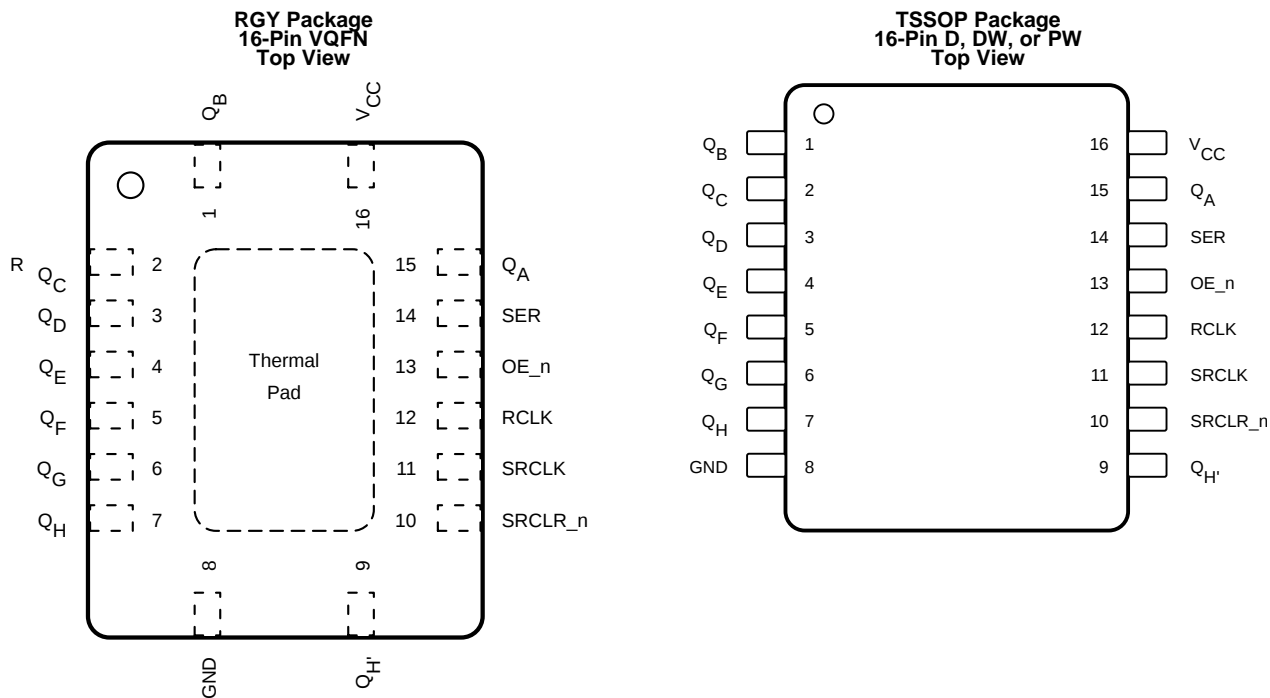 RGY Package
16-Pin VQFN
Top View
QB
VCC
1
16
R
QC 2
15 QA
QD 3
14 SER
QE 4
13 OE_n
QF 5
12 RCLK
QG 6
11 SRCLK
QH 7
10 SRCLR_n
Thermal
Pad
8
9
GND
QH'
TSSOP Package
16-Pin D, DW, or PW
Top View
QB 1
16 VCC
QC 2
15 QA
QD 3
14 SER
QE 4
13 OE_n
QF 5
12 RCLK
QG 6
11 SRCLK
QH 7
10 SRCLR_n
GND 8
9 QH'